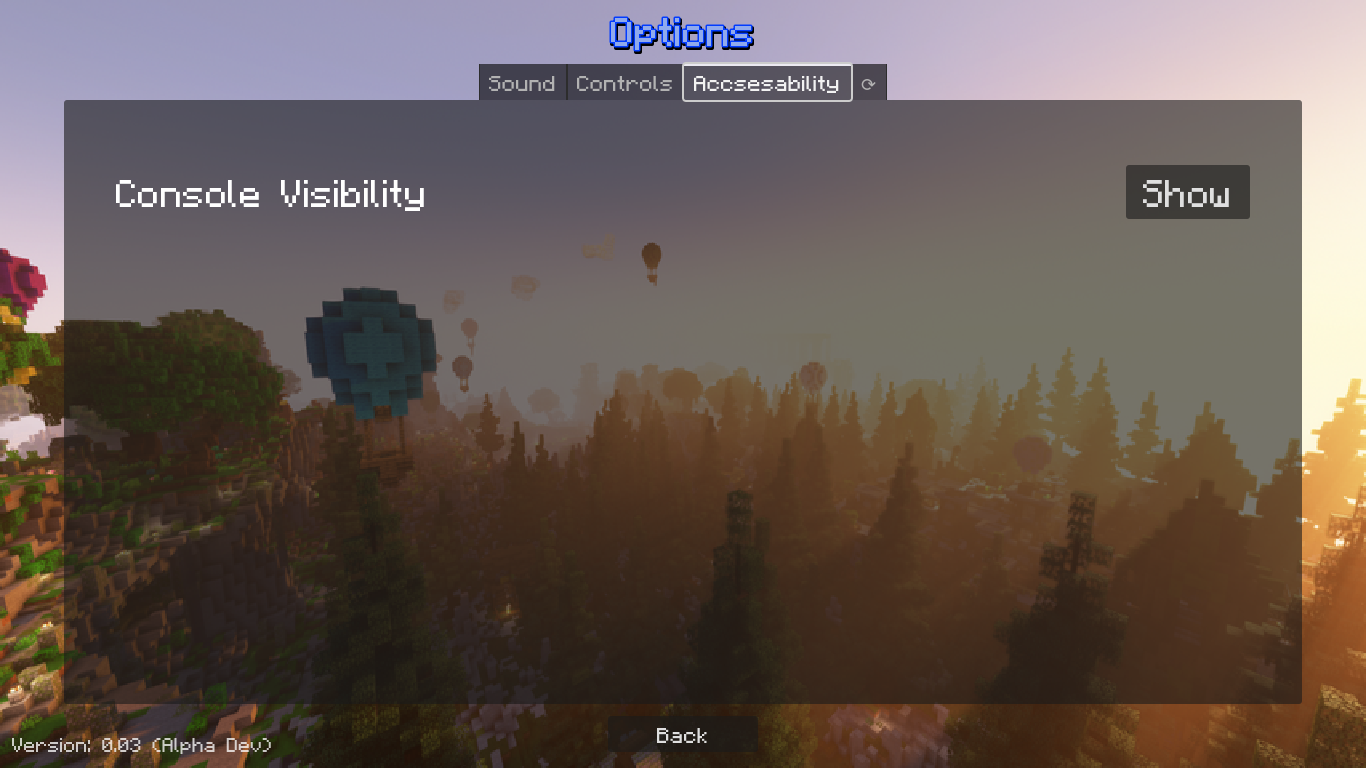 Options
Sound Controls Accsesability ⟳
Console Visibility Show
Back
Version: 0.03 (Alpha Dev)